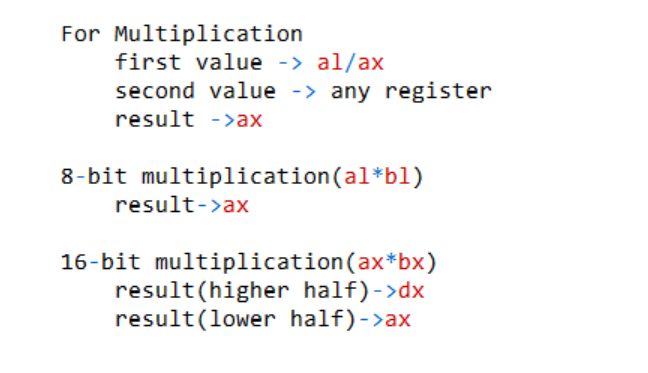 For Multiplication
first value -> al/ax
second value -> any register
result ->ax
8-bit multiplication(al*bl)
result->ax
16-bit multiplication(ax*bx)
result(higher half)->dx
result(lower half)->ax